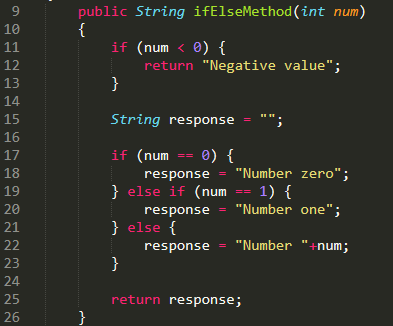 9 public String ifElseMethod(int num)
10 {
11 if (num < 0) {
12 return "Negative value";
13 }
14
15 String response = "";
16
17 if (num == 0) {
18 response = "Number zero";
19 } else if (num == 1) {
20 response = "Number one";
21 } else {
22 response = "Number "+num;
23 }
24
25 return response;
26 }